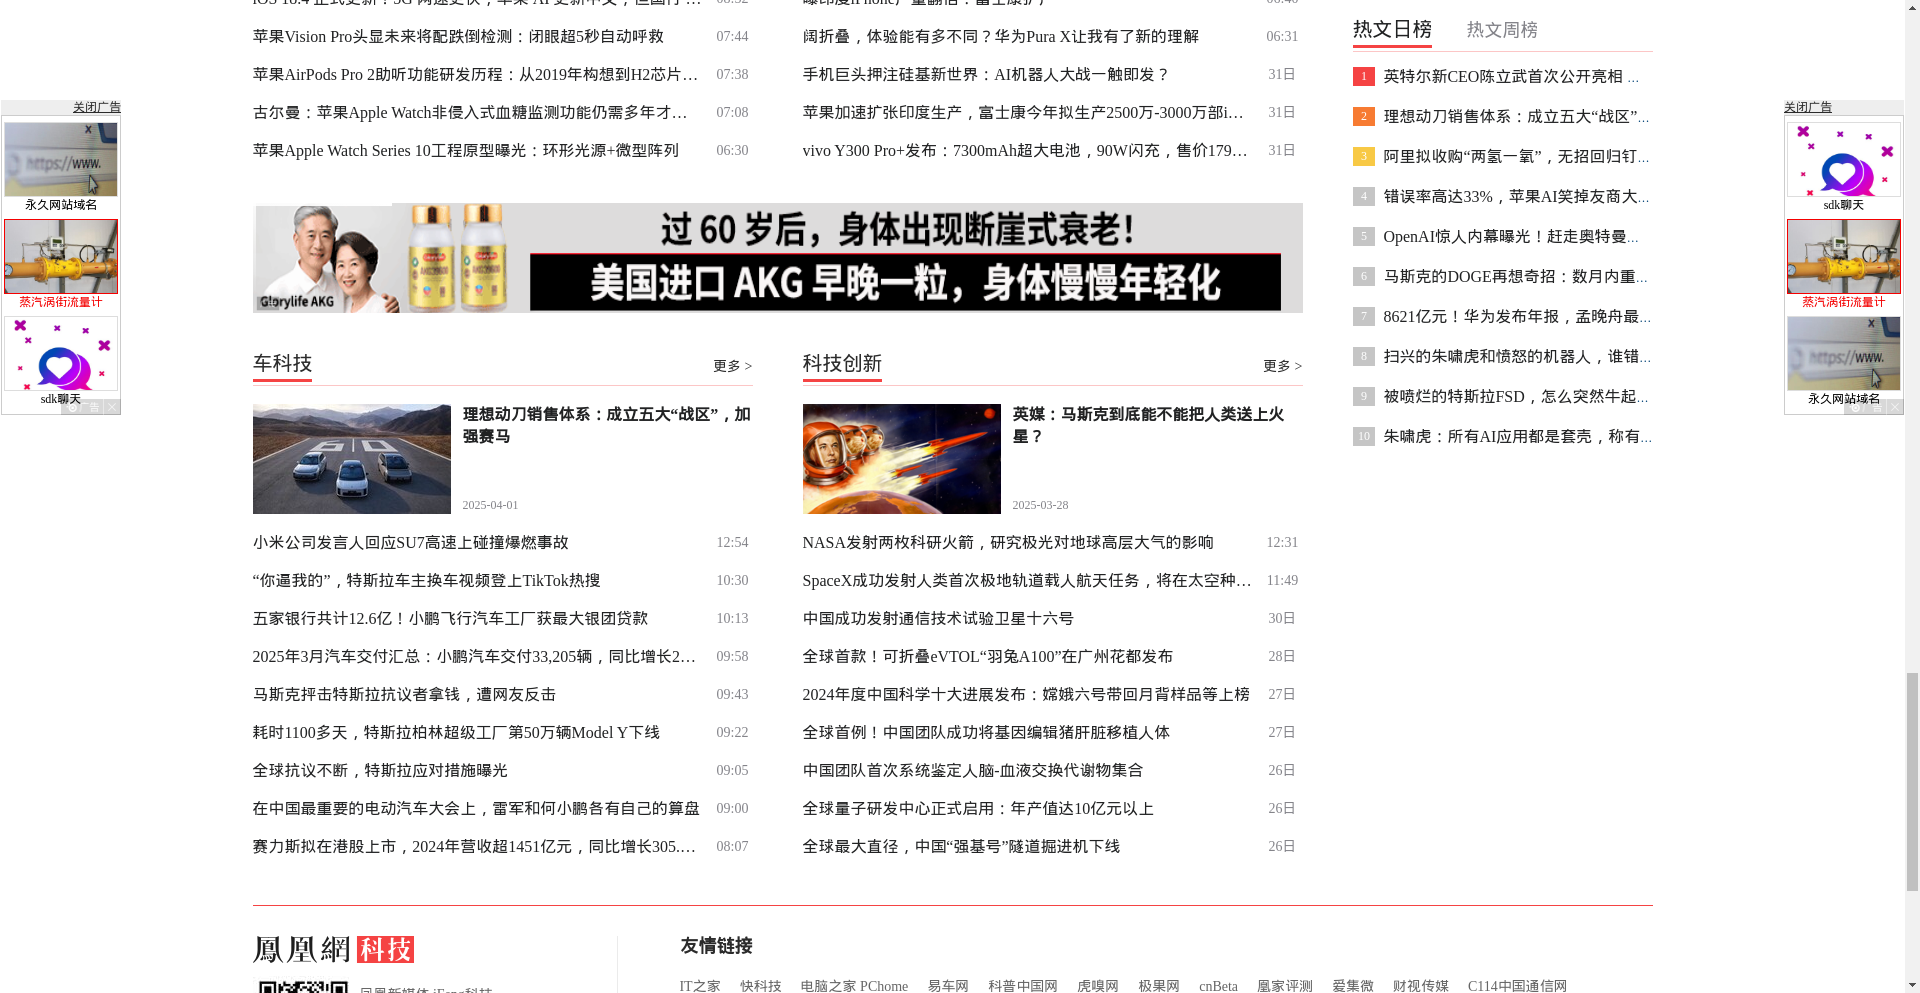 苹果Vision Pro头显未来将配跌倒检测：闭眼超5秒自动呼救 07:44
苹果AirPods Pro 2助听功能研发历程：从2019年构想到H2芯片… 07:38
古尔曼：苹果Apple Watch非侵入式血糖监测功能仍需多年才… 07:08
苹果Apple Watch Series 10工程原型曝光：环形光源+微型阵列 06:30
阔折叠，体验能有多不同？华为Pura X让我有了新的理解 06:31
手机巨头押注硅基新世界：AI机器人大战一触即发？ 31日
苹果加速扩张印度生产，富士康今年拟生产2500万-3000万部i… 31日
vivo Y300 Pro+发布：7300mAh超大电池，90W闪充，售价179… 31日
热文日榜 热文周榜
1 英特尔新CEO陈立武首次公开亮相 ...
2 理想动刀销售体系：成立五大“战区”...
3 阿里拟收购“两氢一氧”，无招回归钉...
4 错误率高达33%，苹果AI笑掉友商大...
5 OpenAI惊人内幕曝光！赶走奥特曼...
6 马斯克的DOGE再想奇招：数月内重...
7 8621亿元！华为发布年报，孟晚舟最...
8 扫兴的朱啸虎和愤怒的机器人，谁错...
9 被喷烂的特斯拉FSD，怎么突然牛起...
10 朱啸虎：所有AI应用都是套壳，称有...
关闭广告
https://www.
永久网站域名
蒸汽涡街流量计
sdk聊天
广告
关闭广告
sdk聊天
蒸汽涡街流量计
https://www.
永久网站域名
广告
过 60 岁后，身体出现断崖式衰老！
美国进口 AKG 早晚一粒，身体慢慢年轻化
Glorylife AKG
车科技 更多 >
理想动刀销售体系：成立五大“战区”，加
强赛马
2025-04-01
小米公司发言人回应SU7高速上碰撞爆燃事故 12:54
“你逼我的”，特斯拉车主换车视频登上TikTok热搜 10:30
五家银行共计12.6亿！小鹏飞行汽车工厂获最大银团贷款 10:13
2025年3月汽车交付汇总：小鹏汽车交付33,205辆，同比增长2… 09:58
马斯克抨击特斯拉抗议者拿钱，遭网友反击 09:43
耗时1100多天，特斯拉柏林超级工厂第50万辆Model Y下线 09:22
全球抗议不断，特斯拉应对措施曝光 09:05
在中国最重要的电动汽车大会上，雷军和何小鹏各有自己的算盘 09:00
赛力斯拟在港股上市，2024年营收超1451亿元，同比增长305.… 08:07
科技创新 更多 >
英媒：马斯克到底能不能把人类送上火
星？
2025-03-28
NASA发射两枚科研火箭，研究极光对地球高层大气的影响 12:31
SpaceX成功发射人类首次极地轨道载人航天任务，将在太空种… 11:49
中国成功发射通信技术试验卫星十六号 30日
全球首款！可折叠eVTOL“羽兔A100”在广州花都发布 28日
2024年度中国科学十大进展发布：嫦娥六号带回月背样品等上榜 27日
全球首例！中国团队成功将基因编辑猪肝脏移植人体 27日
中国团队首次系统鉴定人脑-血液交换代谢物集合 26日
全球量子研发中心正式启用：年产值达10亿元以上 26日
全球最大直径，中国“强基号”隧道掘进机下线 26日
鳳凰網 科技
友情链接
IT之家 快科技 电脑之家 PChome 易车网 科普中国网 虎嗅网 极果网 cnBeta 凰家评测 爱集微 财视传媒 C114中国通信网